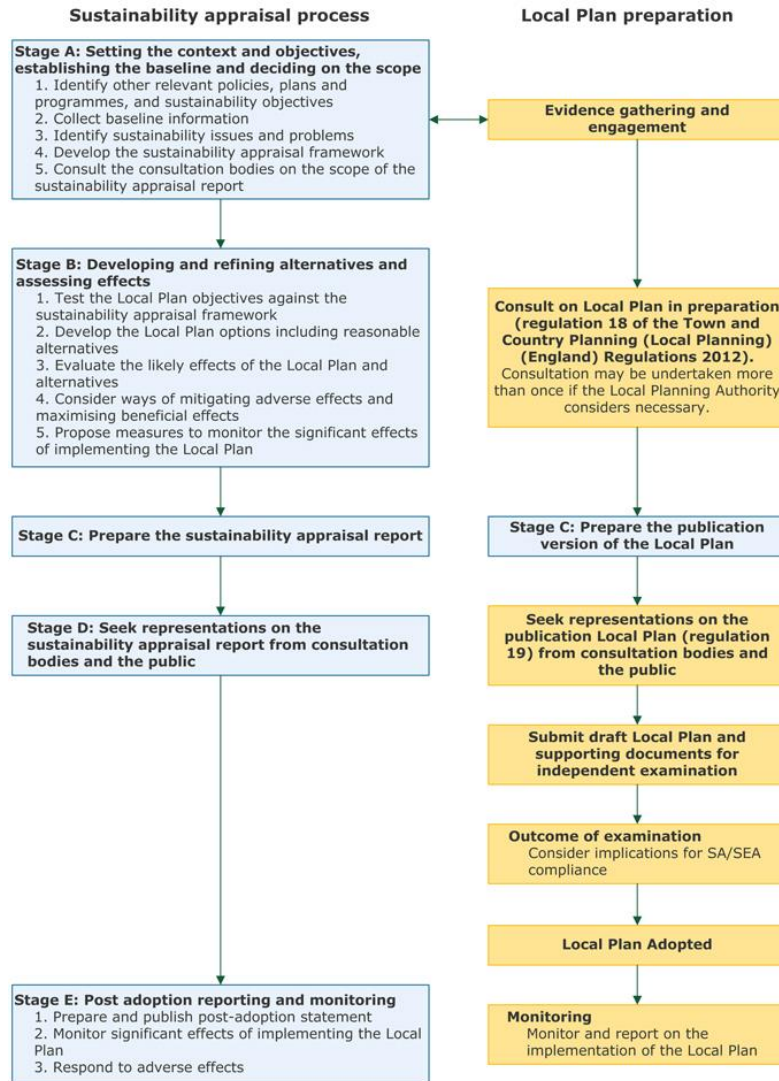 Sustainability appraisal process
Local Plan preparation
Stage A: Setting the context and objectives,
establishing the baseline and deciding on the scope
1. Identify other relevant policies, plans and
programmes, and sustainability objectives
2. Collect baseline information
3. Identify sustainability issues and problems
4. Develop the sustainability appraisal framework
5. Consult the consultation bodies on the scope of the
sustainability appraisal report
Evidence gathering and
engagement
Stage B: Developing and refining alternatives and
assessing effects
1. Test the Local Plan objectives against the
sustainability appraisal framework
2. Develop the Local Plan options including reasonable
alternatives
3. Evaluate the likely effects of the Local Plan and
alternatives
4. Consider ways of mitigating adverse effects and
maximising beneficial effects
5. Propose measures to monitor the significant effects
of implementing the Local Plan
Consult on Local Plan in preparation
(regulation 18 of the Town and
Country Planning (Local Planning)
(England) Regulations 2012).
Consultation may be undertaken more
than once if the Local Planning Authority
considers necessary.
Stage C: Prepare the sustainability appraisal report
Stage C: Prepare the publication
version of the Local Plan
Stage D: Seek representations on the
sustainability appraisal report from consultation
bodies and the public
Seek representations on the
publication Local Plan (regulation
19) from consultation bodies and
the public
Submit draft Local Plan and
supporting documents for
independent examination
Outcome of examination
Consider implications for SA/SEA
compliance
Local Plan Adopted
Stage E: Post adoption reporting and monitoring
1. Prepare and publish post-adoption statement
2. Monitor significant effects of implementing the Local
Plan
3. Respond to adverse effects
Monitoring
Monitor and report on the
implementation of the Local Plan